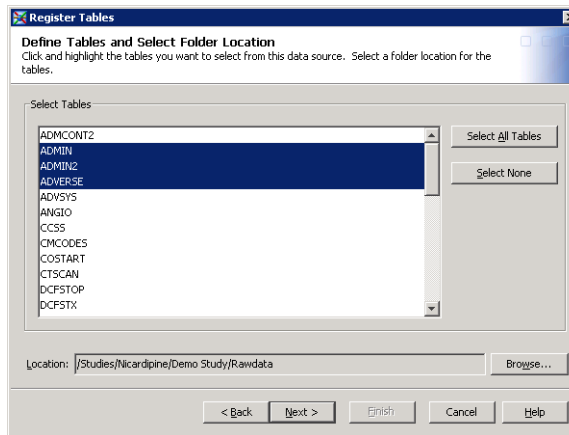 Register Tables
Define Tables and Select Folder Location
Click and highlight the tables you want to select from this data source. Select a folder location for the
tables.
Select Tables
ADMCONT2
ADMIN
ADMIN2
ADVERSE
ADVSYS
ANGIO
CCSS
CMCODES
COSTART
CTSCAN
DCFSTOP
DCFSTX
Select All Tables
Select None
Location: /Studies/Nicardipine/Demo Study/Rawdata
Browse...
< Back
Next >
Finish
Cancel
Help